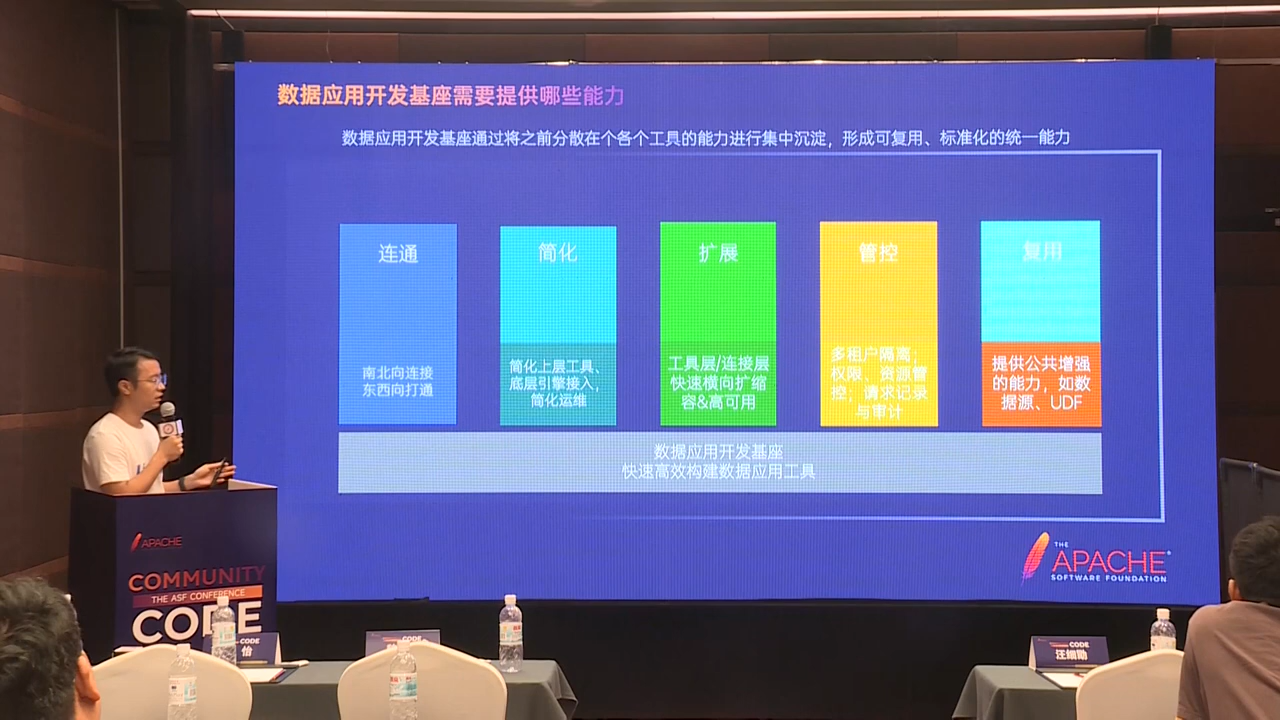 数据应用开发基座需要提供哪些能力
数据应用开发基座通过将之前分散在个各个工具的能力进行集中沉淀，形成可复用、标准化的统一能力
连通
南北向连接
东西向打通
简化
简化上层工具、
底层引擎接入，
简化运维
扩展
工具层/连接层
快速横向扩缩
容&高可用
管控
多租户隔离；
权限、资源管
控；请求记录
与审计
复用
提供公共增强
的能力，如数
据源、UDF
数据应用开发基座
快速高效构建数据应用工具
THE
APACHE
SOFTWARE FOUNDATION
APACHE
COMMUNITY
THE ASF CONFERENCE
CODE
CODE
怡
CODE
CODE
汪细勖